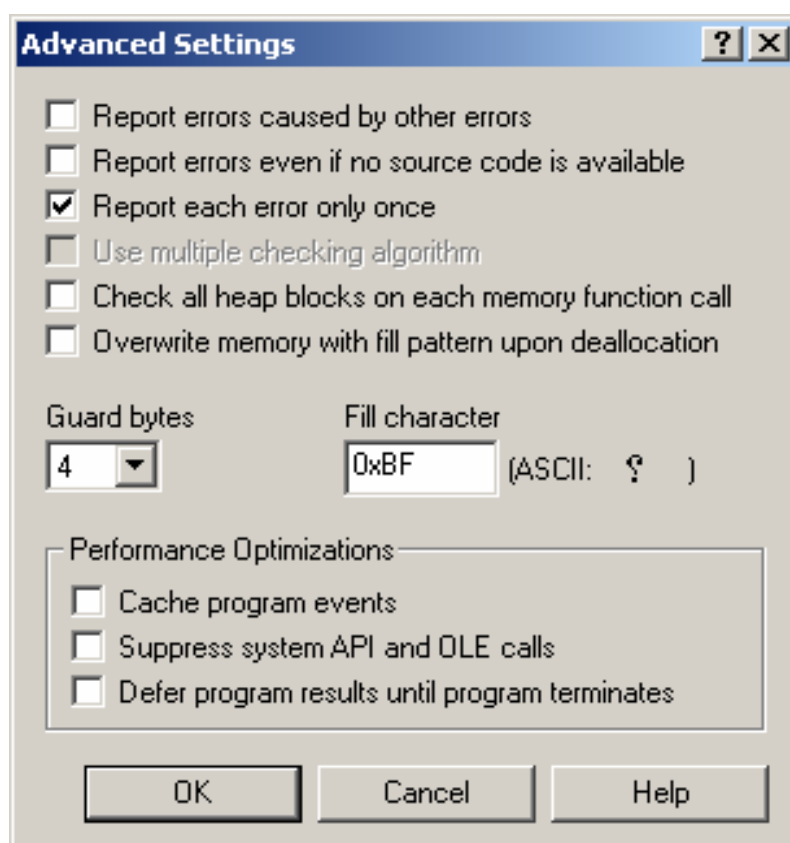 Advanced Settings
Report errors caused by other errors
Report errors even if no source code is available
Report each error only once
Use multiple checking algorithm
Check all heap blocks on each memory function call
Overwrite memory with fill pattern upon deallocation
Guard bytes Fill character
4 0xBF (ASCII: ؟ )
Performance Optimizations
Cache program events
Suppress system API and OLE calls
Defer program results until program terminates
OK Cancel Help